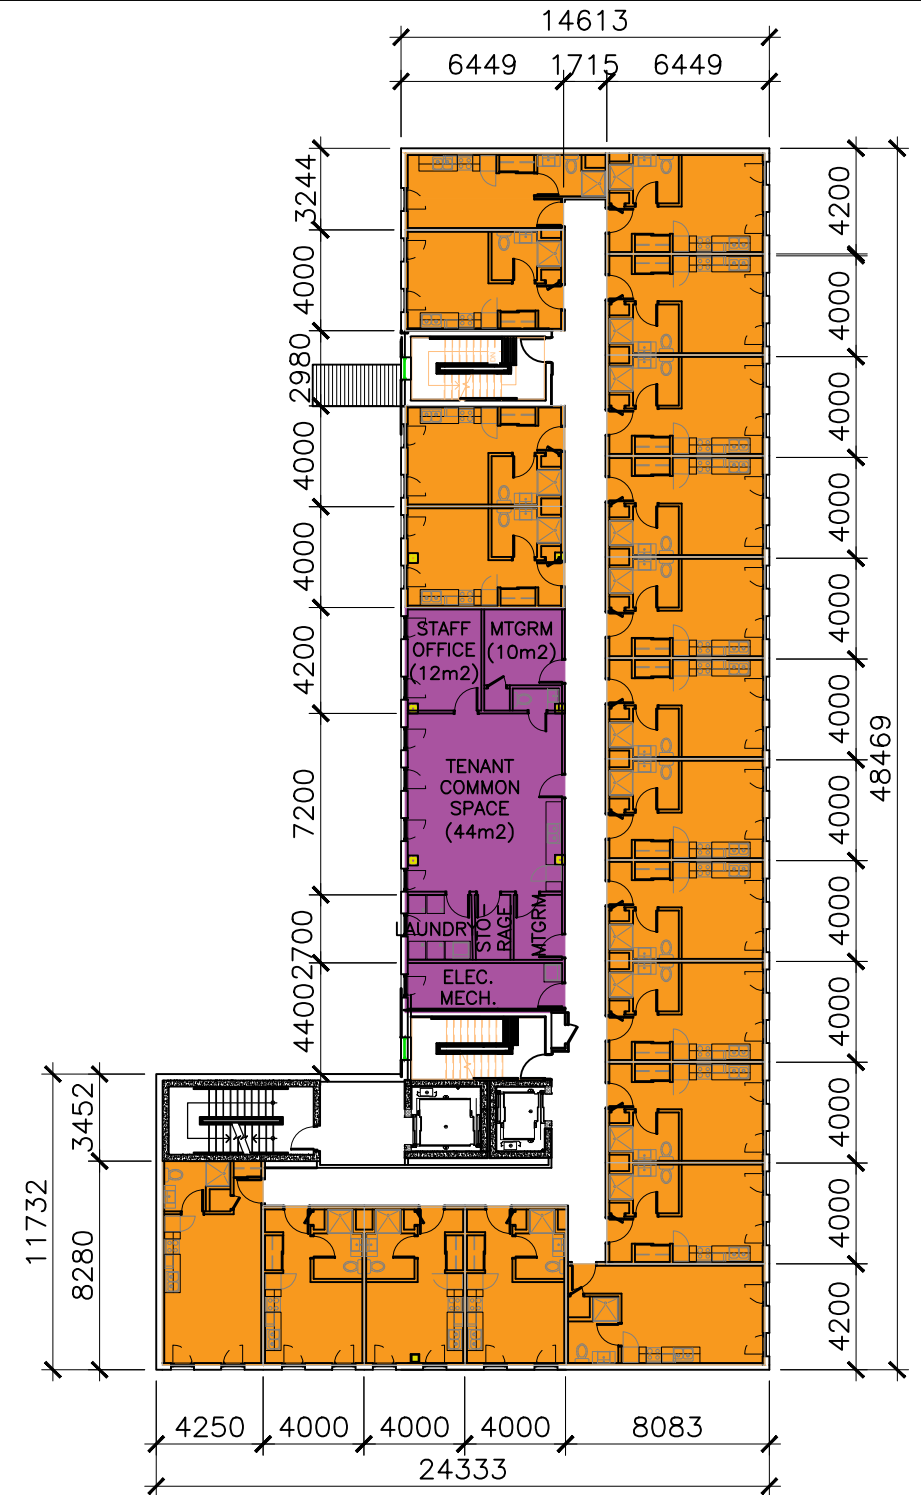 14613
6449 1715 6449
3244
4000
2980
4000
4000
4200
7200
2700
4400
4200
4000
4000
4000
4000
4000
4000
4000
4000
4000
4000
4200
48469
STAFF
OFFICE
(12m2)
MTGRM
(10m2)
TENANT
COMMON
SPACE
(44m2)
LAUNDRY
STO-
RAGE
MTGRM
ELEC.
MECH.
3452
8280
11732
4250 4000 4000 4000 8083
24333